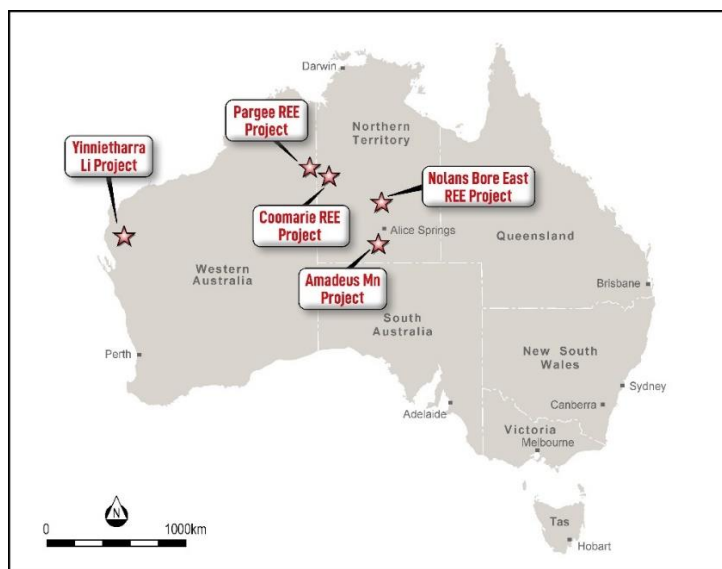 Darwin
Pargee REE
Project
Northern
Territory
Yinnietharra
Li Project
Nolans Bore East
REE Project
Coomarie REE
Project
Alice Springs
Queensland
Western
Australia
Amadeus Mn
Project
Brisbane
South
Australia
New South
Wales
Perth
Sydney
Canberra
Adelaide
Victoria
Melbourne
N
0 1000km
Tas
Hobart